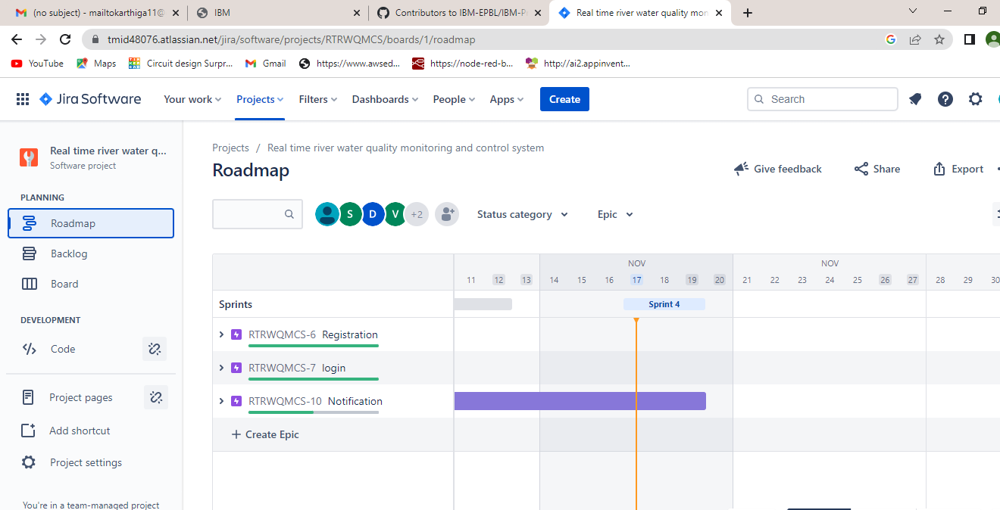 (no subject) - mailtokarthiga11@
IBM
Contributors to IBM-EPBL/IBM-Pr
Real time river water quality mon
tmid48076.atlassian.net/jira/software/projects/RTRWQMCS/boards/1/roadmap
YouTube
Maps
Circuit design Surpr...
Gmail
https://www.awsed...
https://node-red-b...
http://ai2.appinvent...
Jira Software
Your work
Projects
Filters
Dashboards
People
Apps
Create
Search
Real time river water q...
Software project
PLANNING
Roadmap
Backlog
Board
DEVELOPMENT
Code
Project pages
Add shortcut
Project settings
You're in a team-managed project
Projects / Real time river water quality monitoring and control system
Roadmap
Give feedback
Share
Export
S D V +2
Status category
Epic
NOV NOV
11 12 13 14 15 16 17 18 19 20 21 22 23 24 25 26 27 28 29 30
Sprints
Sprint 4
RTRWQMCS-6 Registration
RTRWQMCS-7 login
RTRWQMCS-10 Notification
+ Create Epic